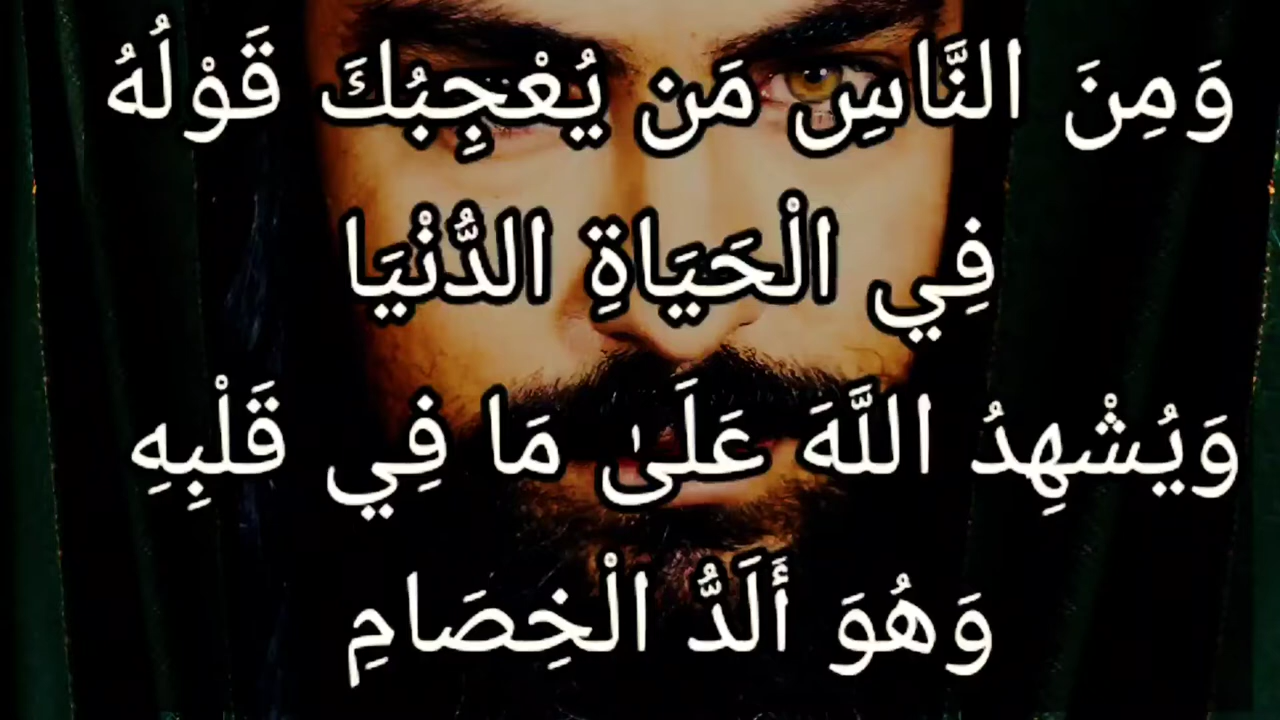 وَمِنَ النَّاسِ مَن يُعْجِبُكَ قَوْلُهُ
فِي الْحَيَاةِ الدُّنْيَا
وَيُشْهِدُ اللَّهَ عَلَىٰ مَا فِي قَلْبِهِ
وَهُوَ أَلَدُّ الْخِصَامِ